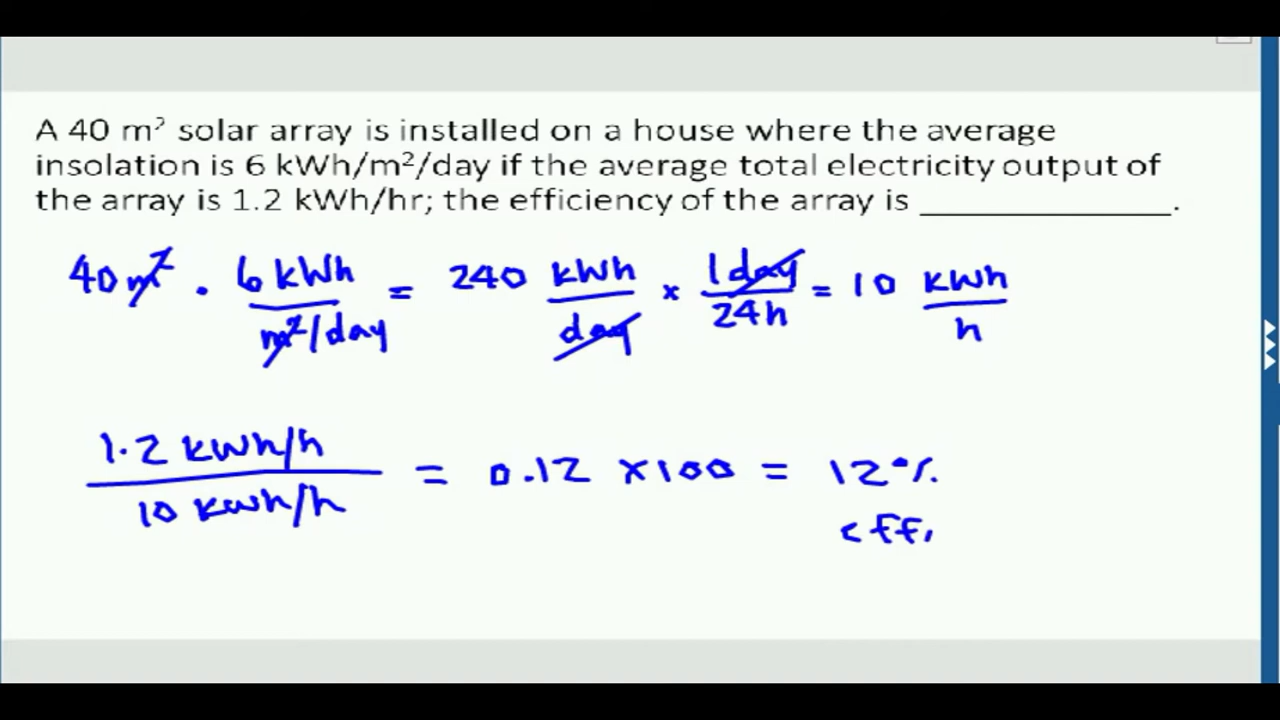 A 40 m² solar array is installed on a house where the average
insolation is 6 kWh/m²/day if the average total electricity output of
the array is 1.2 kWh/hr; the efficiency of the array is ______________.
40 m² · 6 kWh / m²/day = 240 kWh / day x 1 day / 24h = 10 kWh / h
1.2 kWh/h / 10 kWh/h = 0.12 x 100 = 12%
eff.